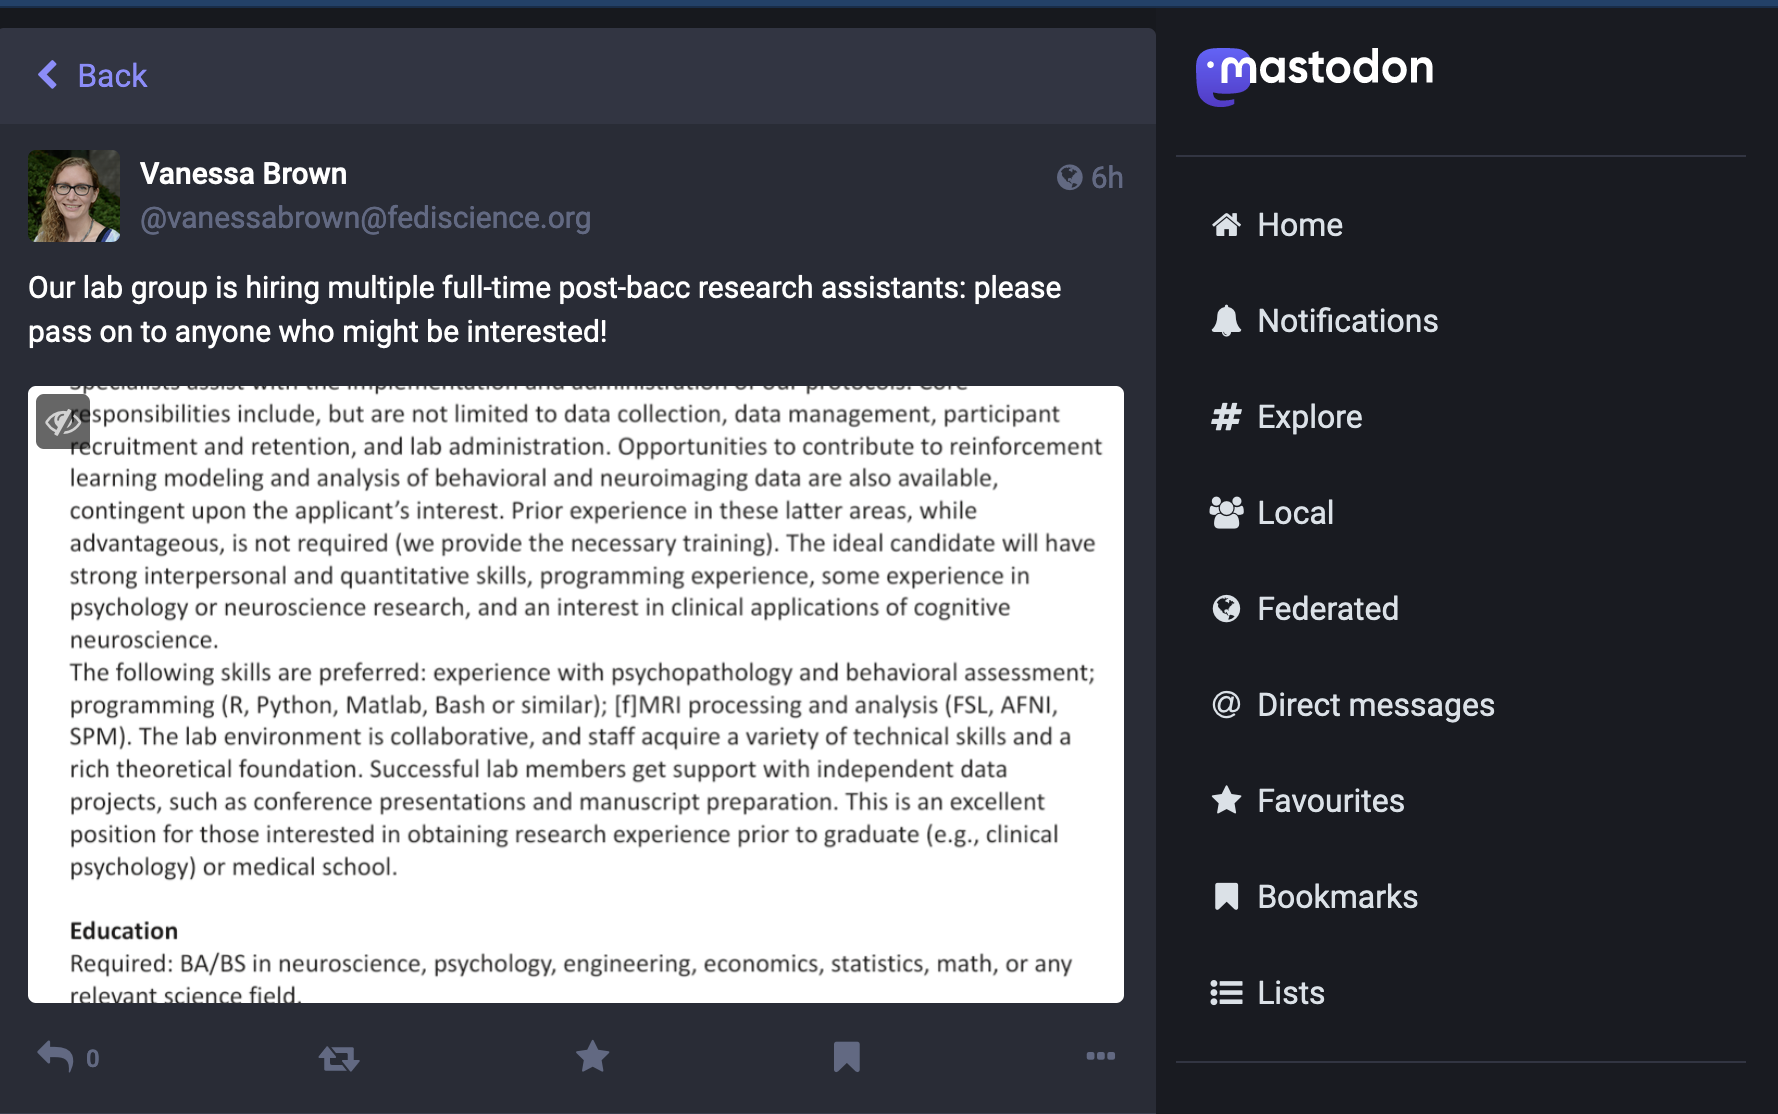 Back
mastodon
Vanessa Brown
6h
@vanessabrown@fediscience.org
Our lab group is hiring multiple full-time post-bacc research assistants: please
pass on to anyone who might be interested!
specialists assist with the implementation and administration of our protocols. Core
responsibilities include, but are not limited to data collection, data management, participant
recruitment and retention, and lab administration. Opportunities to contribute to reinforcement
learning modeling and analysis of behavioral and neuroimaging data are also available,
contingent upon the applicant’s interest. Prior experience in these latter areas, while
advantageous, is not required (we provide the necessary training). The ideal candidate will have
strong interpersonal and quantitative skills, programming experience, some experience in
psychology or neuroscience research, and an interest in clinical applications of cognitive
neuroscience.
The following skills are preferred: experience with psychopathology and behavioral assessment;
programming (R, Python, Matlab, Bash or similar); [f]MRI processing and analysis (FSL, AFNI,
SPM). The lab environment is collaborative, and staff acquire a variety of technical skills and a
rich theoretical foundation. Successful lab members get support with independent data
projects, such as conference presentations and manuscript preparation. This is an excellent
position for those interested in obtaining research experience prior to graduate (e.g., clinical
psychology) or medical school.
Education
Required: BA/BS in neuroscience, psychology, engineering, economics, statistics, math, or any
relevant science field.
0
Home
Notifications
Explore
Local
Federated
Direct messages
Favourites
Bookmarks
Lists